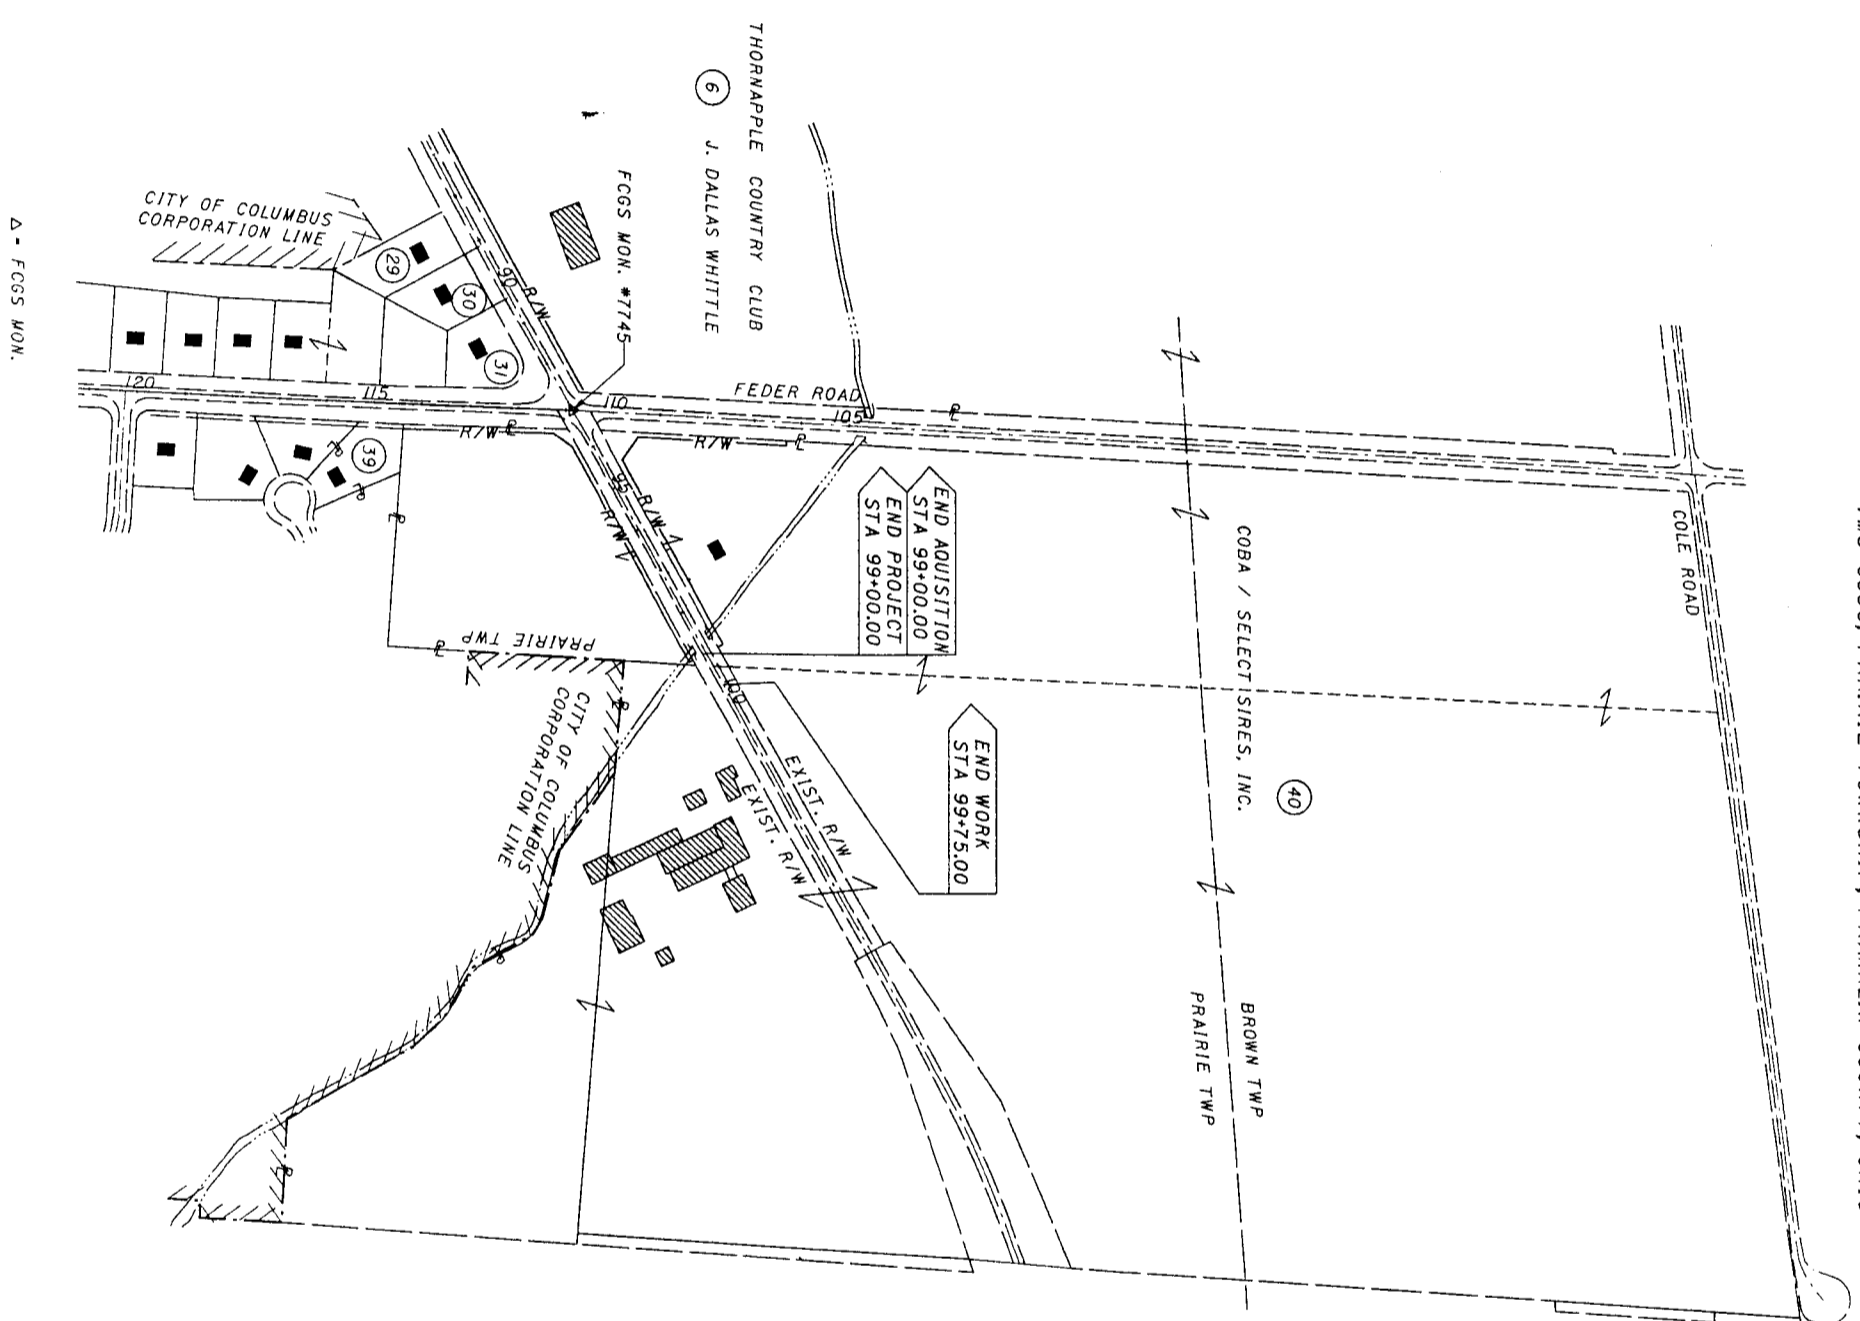 THORNAPPLE COUNTRY CLUB
6 J. DALLAS WHITTLE
FCGS MON. #7745
CITY OF COLUMBUS
CORPORATION LINE
Δ - FCGS MON.
29
30
31
39
90
R/W
120
115
110
FEDER ROAD
105
R/W
R/W
95
R/W
R/W
END AQUISITION
STA 99+00.00
END PROJECT
STA 99+00.00
COLE ROAD
COBA / SELECT SIRES, INC.
40
PRAIRIE TWP
CITY OF COLUMBUS
CORPORATION LINE
100
END WORK
STA 99+75.00
EXIST. R/W
EXIST. R/W
BROWN TWP
PRAIRIE TWP